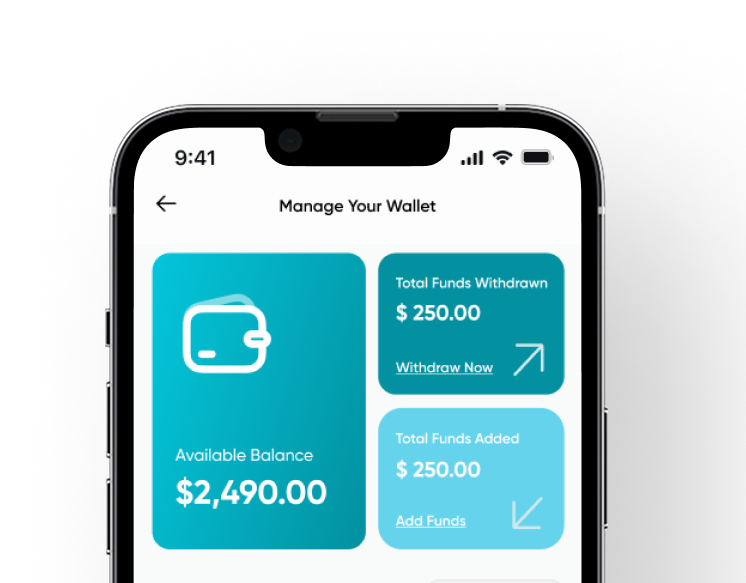 9:41
Manage Your Wallet
Available Balance
$2,490.00
Total Funds Withdrawn
$ 250.00
Withdraw Now
Total Funds Added
$ 250.00
Add Funds